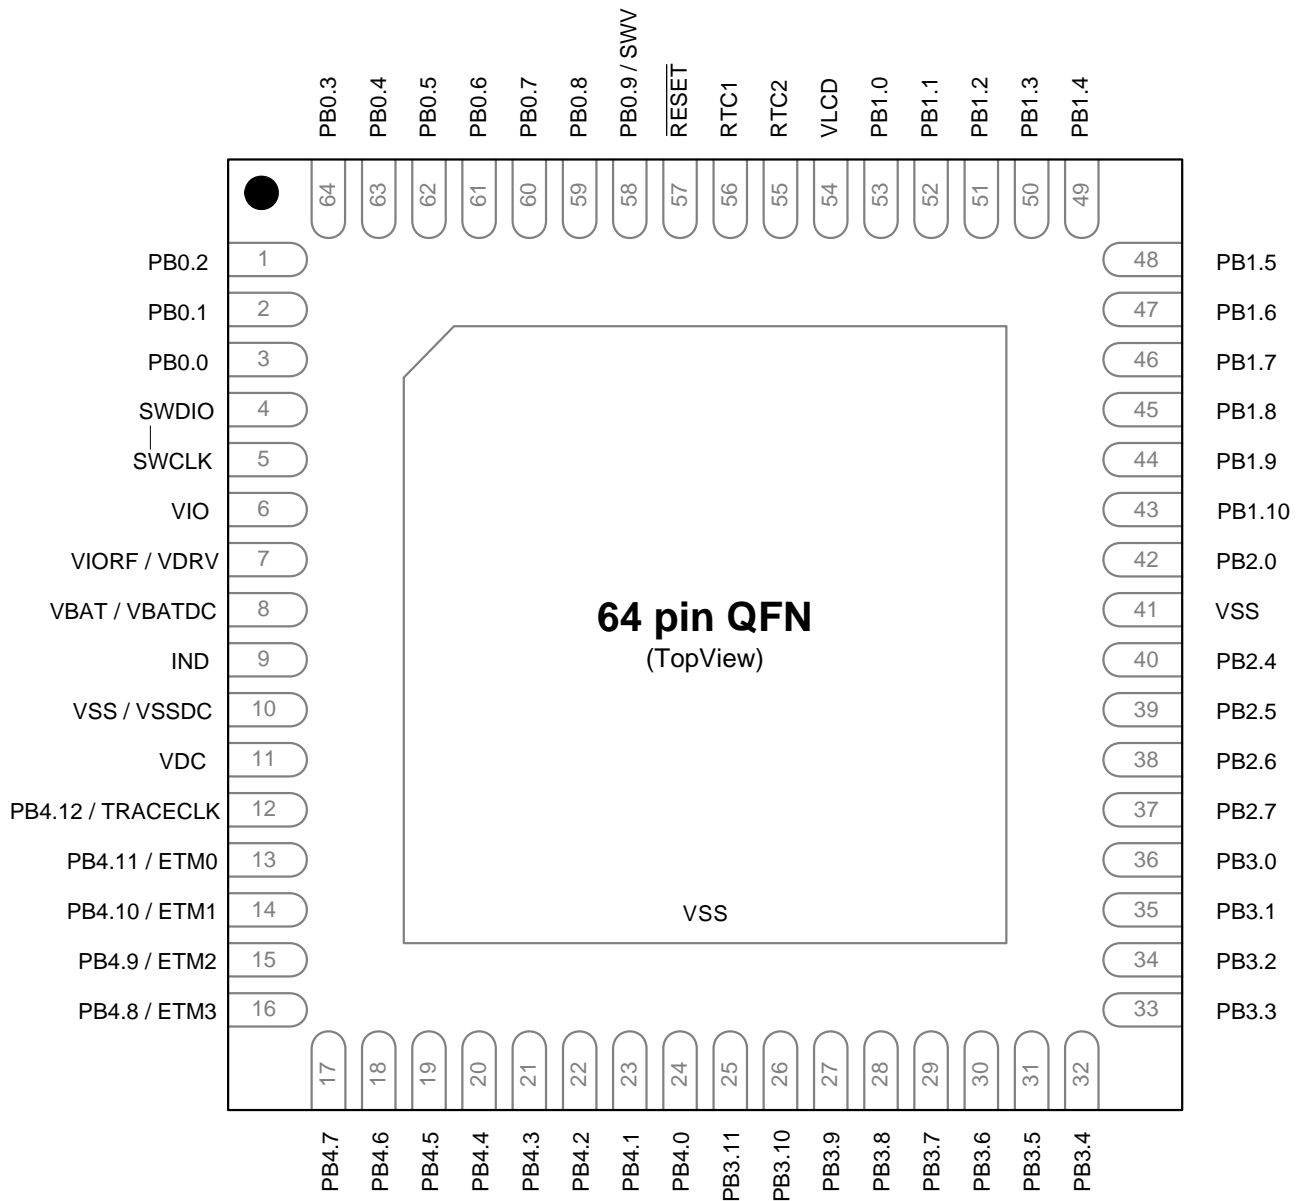 PB0.3
PB0.4
PB0.5
PB0.6
PB0.7
PB0.8
PB0.9 / SWV
RESET
RTC1
RTC2
VLCD
PB1.0
PB1.1
PB1.2
PB1.3
PB1.4
64
63
62
61
60
59
58
57
56
55
54
53
52
51
50
49
PB0.2 1
PB0.1 2
PB0.0 3
SWDIO 4
SWCLK 5
VIO 6
VIORF / VDRV 7
VBAT / VBATDC 8
IND 9
VSS / VSSDC 10
VDC 11
PB4.12 / TRACECLK 12
PB4.11 / ETM0 13
PB4.10 / ETM1 14
PB4.9 / ETM2 15
PB4.8 / ETM3 16
64 pin QFN
(TopView)
VSS
48 PB1.5
47 PB1.6
46 PB1.7
45 PB1.8
44 PB1.9
43 PB1.10
42 PB2.0
41 VSS
40 PB2.4
39 PB2.5
38 PB2.6
37 PB2.7
36 PB3.0
35 PB3.1
34 PB3.2
33 PB3.3
17
18
19
20
21
22
23
24
25
26
27
28
29
30
31
32
PB4.7
PB4.6
PB4.5
PB4.4
PB4.3
PB4.2
PB4.1
PB4.0
PB3.11
PB3.10
PB3.9
PB3.8
PB3.7
PB3.6
PB3.5
PB3.4